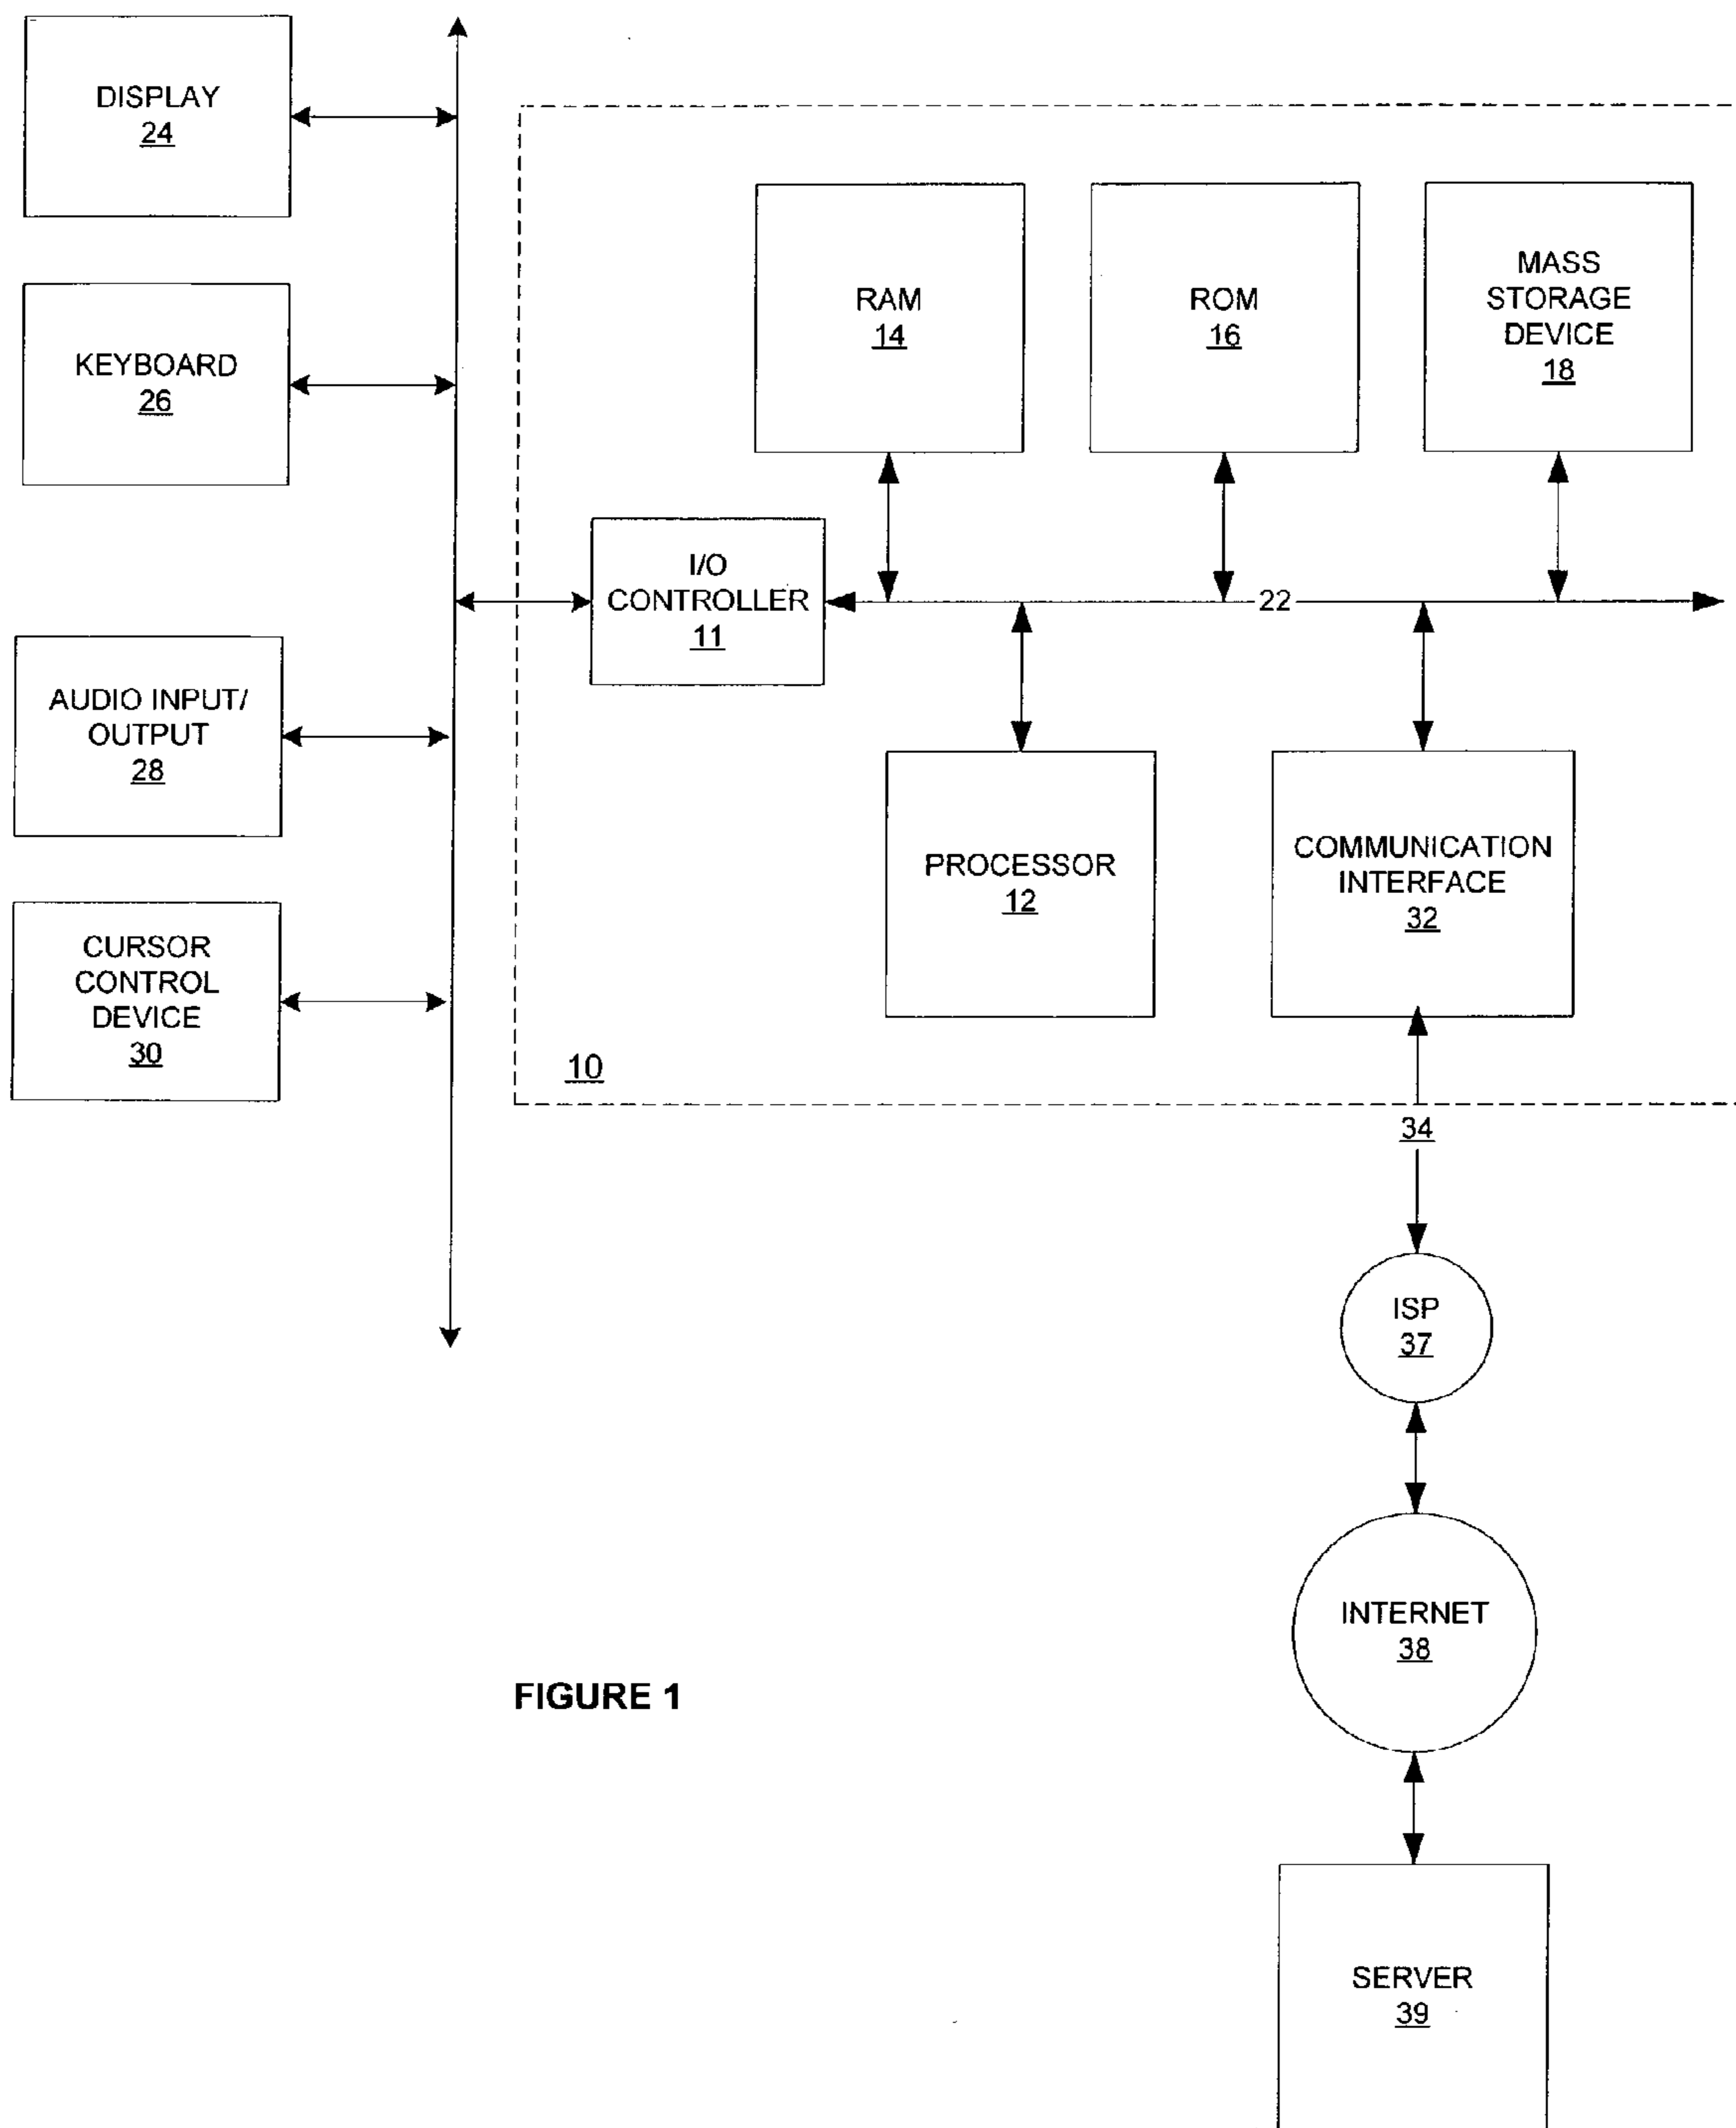 DISPLAY
24
KEYBOARD
26
AUDIO INPUT/
OUTPUT
28
CURSOR
CONTROL
DEVICE
30
RAM
14
ROM
16
MASS
STORAGE
DEVICE
18
I/O
CONTROLLER
11
22
PROCESSOR
12
COMMUNICATION
INTERFACE
32
10
34
ISP
37
INTERNET
38
FIGURE 1
SERVER
39